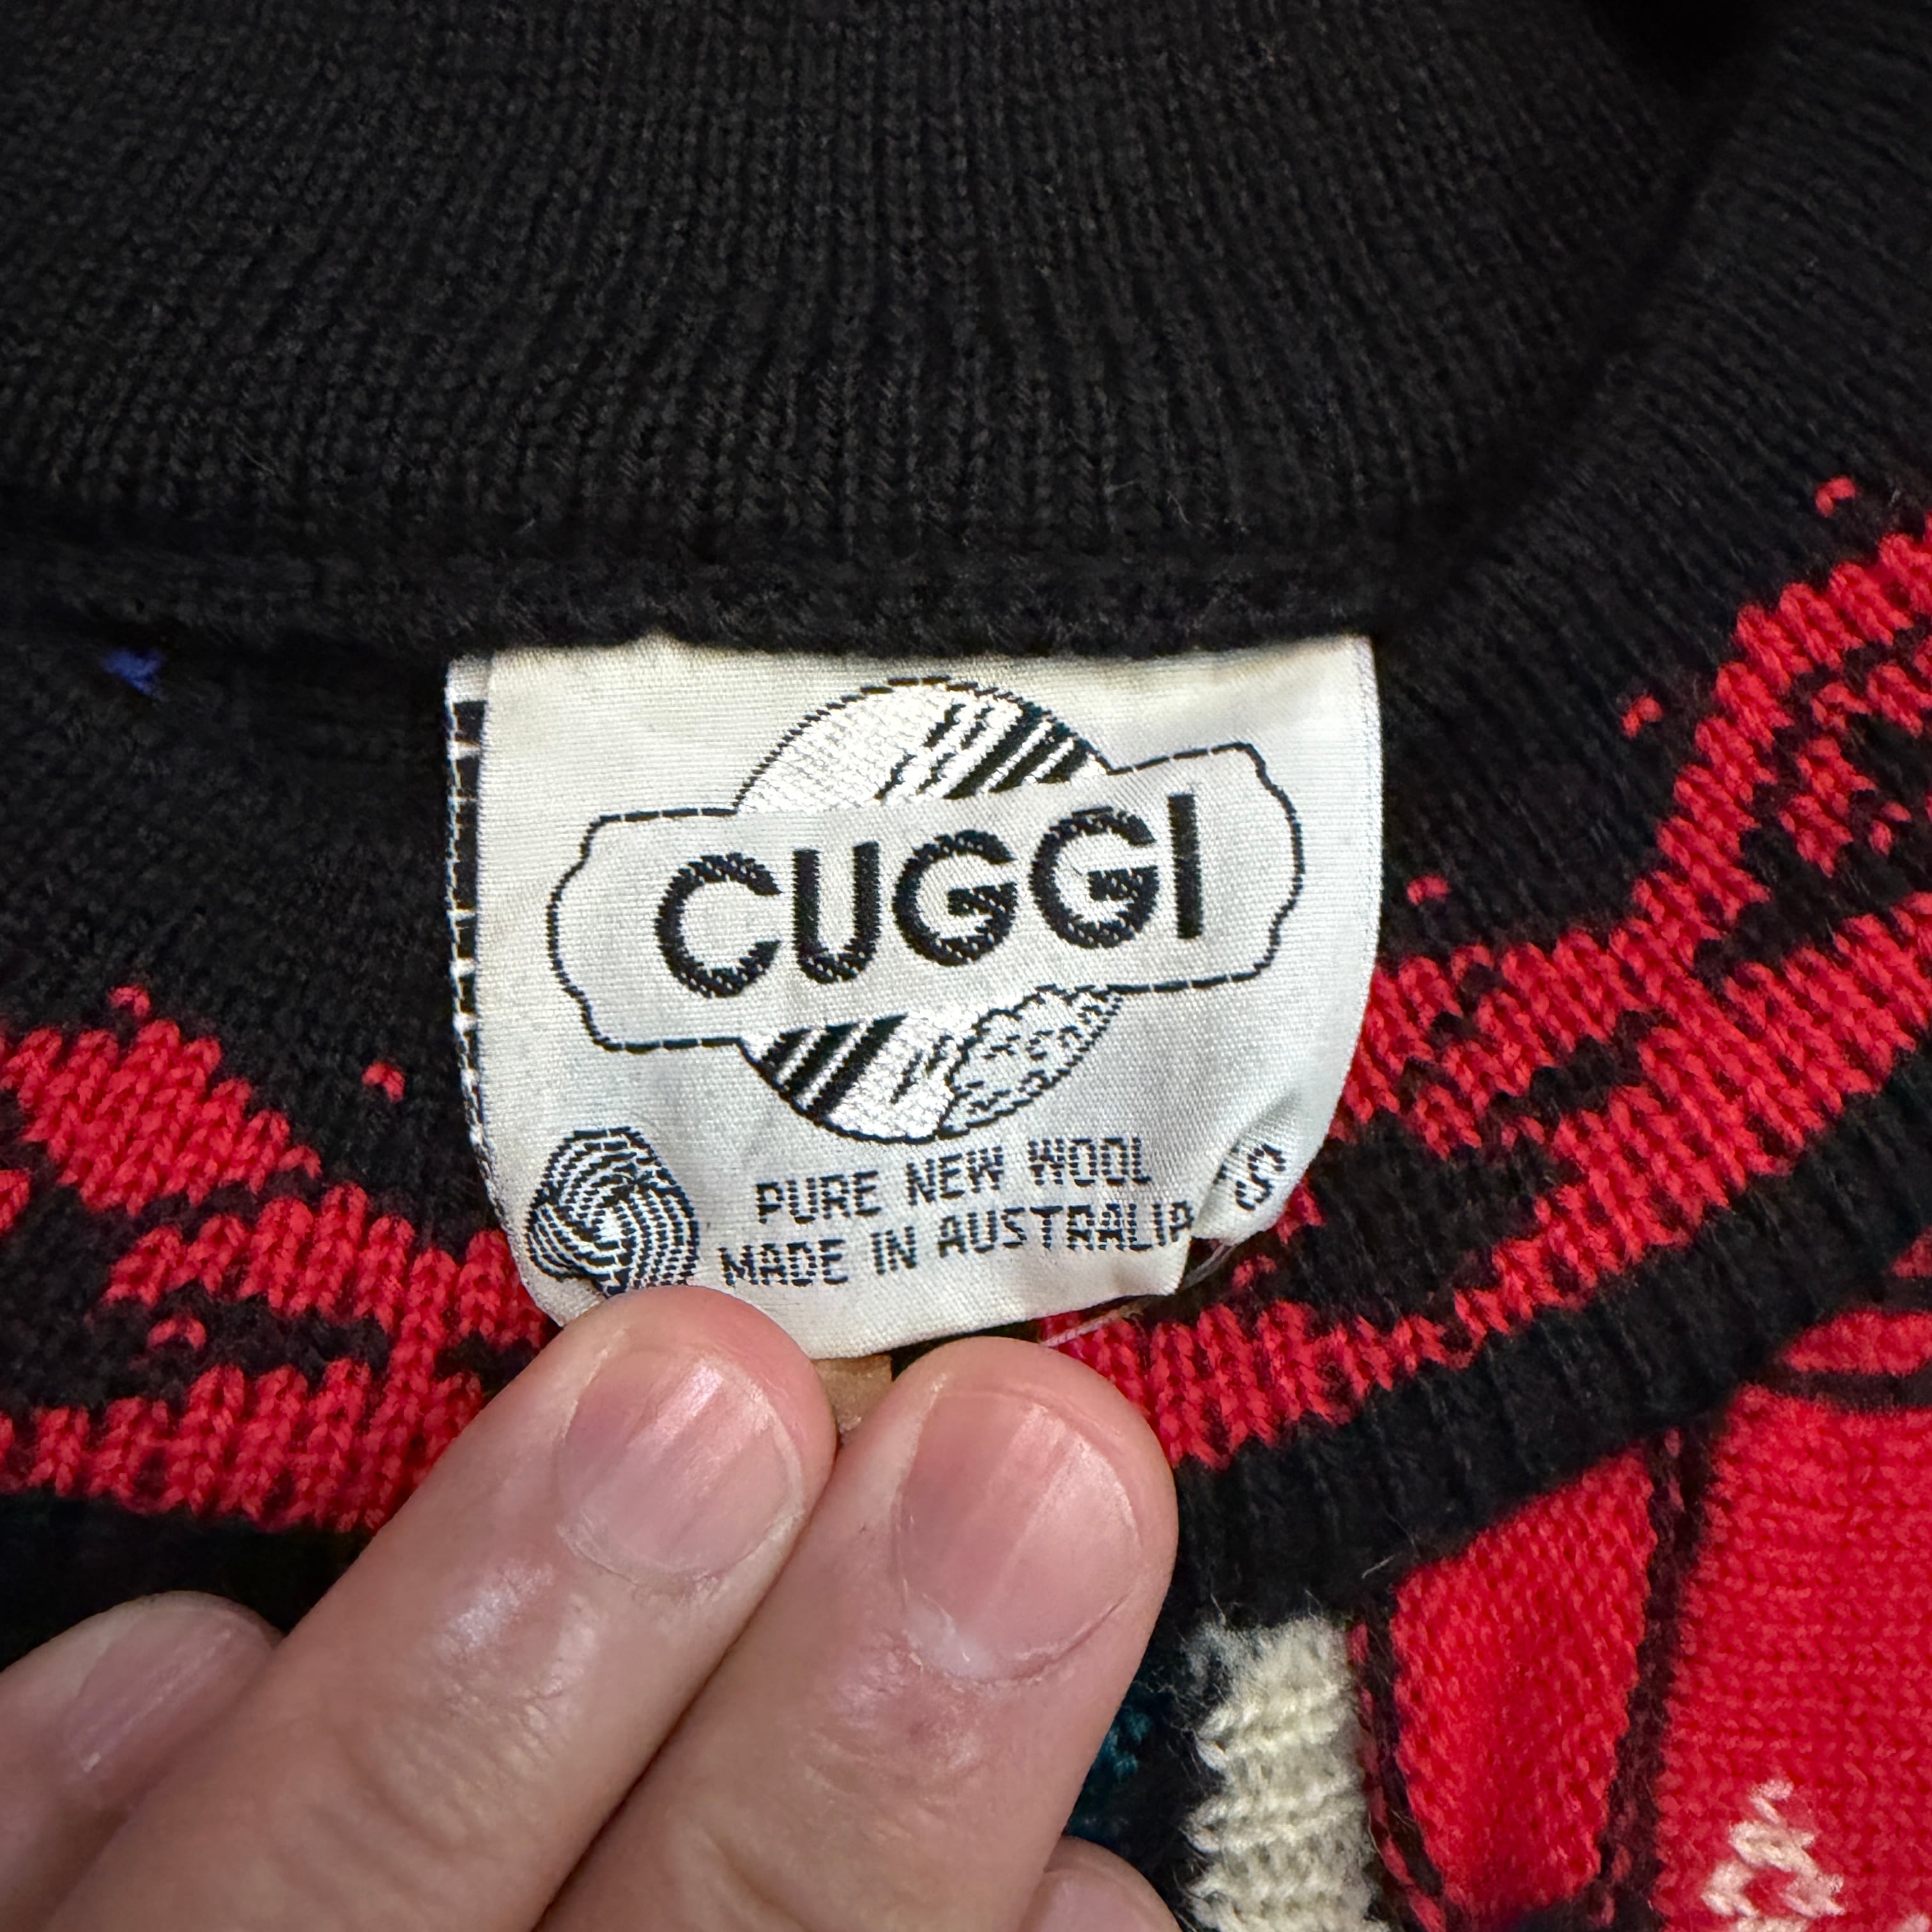 CUGGI
PURE NEW WOOL
MADE IN AUSTRALIA
S